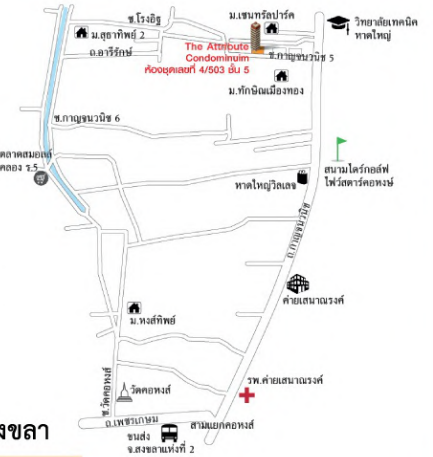 ซ.โรงอิฐ
ม.เซนทรัลปาร์ค
วิทยาลัยเทคนิค
หาดใหญ่
ม.สุธาทิพย์ 2
ถ.อารีรักษ์
The Attribute
Condominuim
ห้องชุดเลขที่ 4/503 ชั้น 5
ซ.กาญจนวนิช 5
ม.ทักษิณเมืองทอง
ซ.กาญจนวนิช 6
ตลาดสมอลล์
คลอง ร.5
หาดใหญ่วิลเลจ
สนามไดร์กอล์ฟ
ไฟว์สตาร์คอหงษ์
ถ.กาญจนวนิช
ค่ายเสนาณรงค์
ม.หงส์ทิพย์
ซ.วัดคอหงส์
วัดคอหงส์
รพ.ค่ายเสนาณรงค์
ถ.เพชรเกษม
สามแยกคอหงส์
ขนส่ง
จ.สงขลาแห่งที่ 2
งขลา